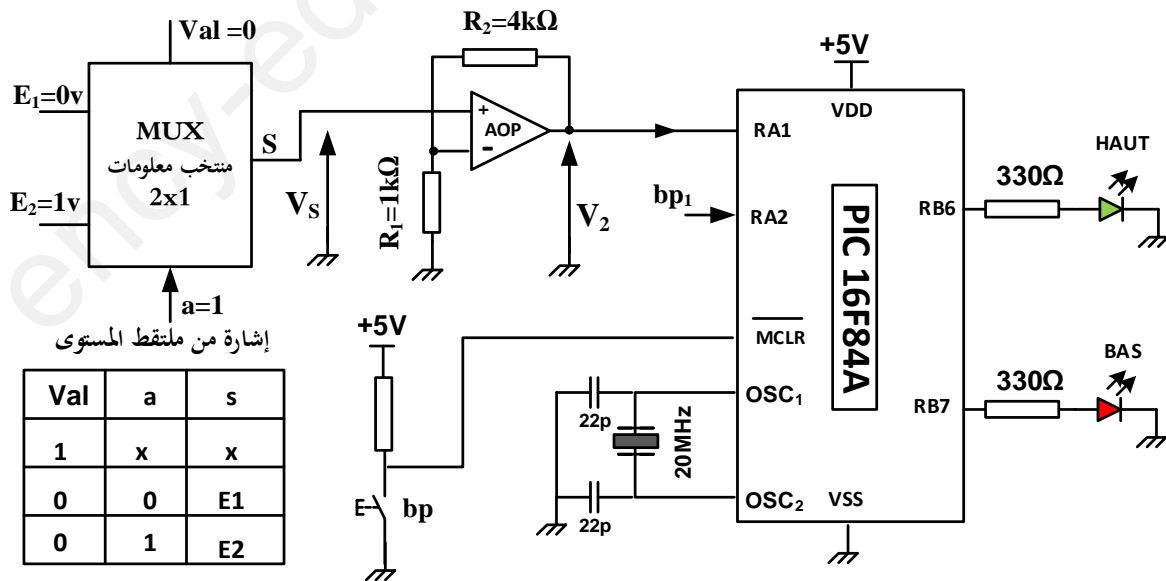 Val =0
E1=0v
MUX
منتخب معلومات
2x1
E2=1v
S
a=1
إشارة من ملتقط المستوى
Val a s
1 x x
0 0 E1
0 1 E2
VS
R2=4kΩ
+
AOP
-
R1=1kΩ
V2
+5V
VDD
RA1
bp1
RA2
PIC 16F84A
RB6
330Ω
HAUT
+5V
MCLR
bp
OSC1
22p
20MHz
OSC2
22p
VSS
RB7
330Ω
BAS
ency-ed